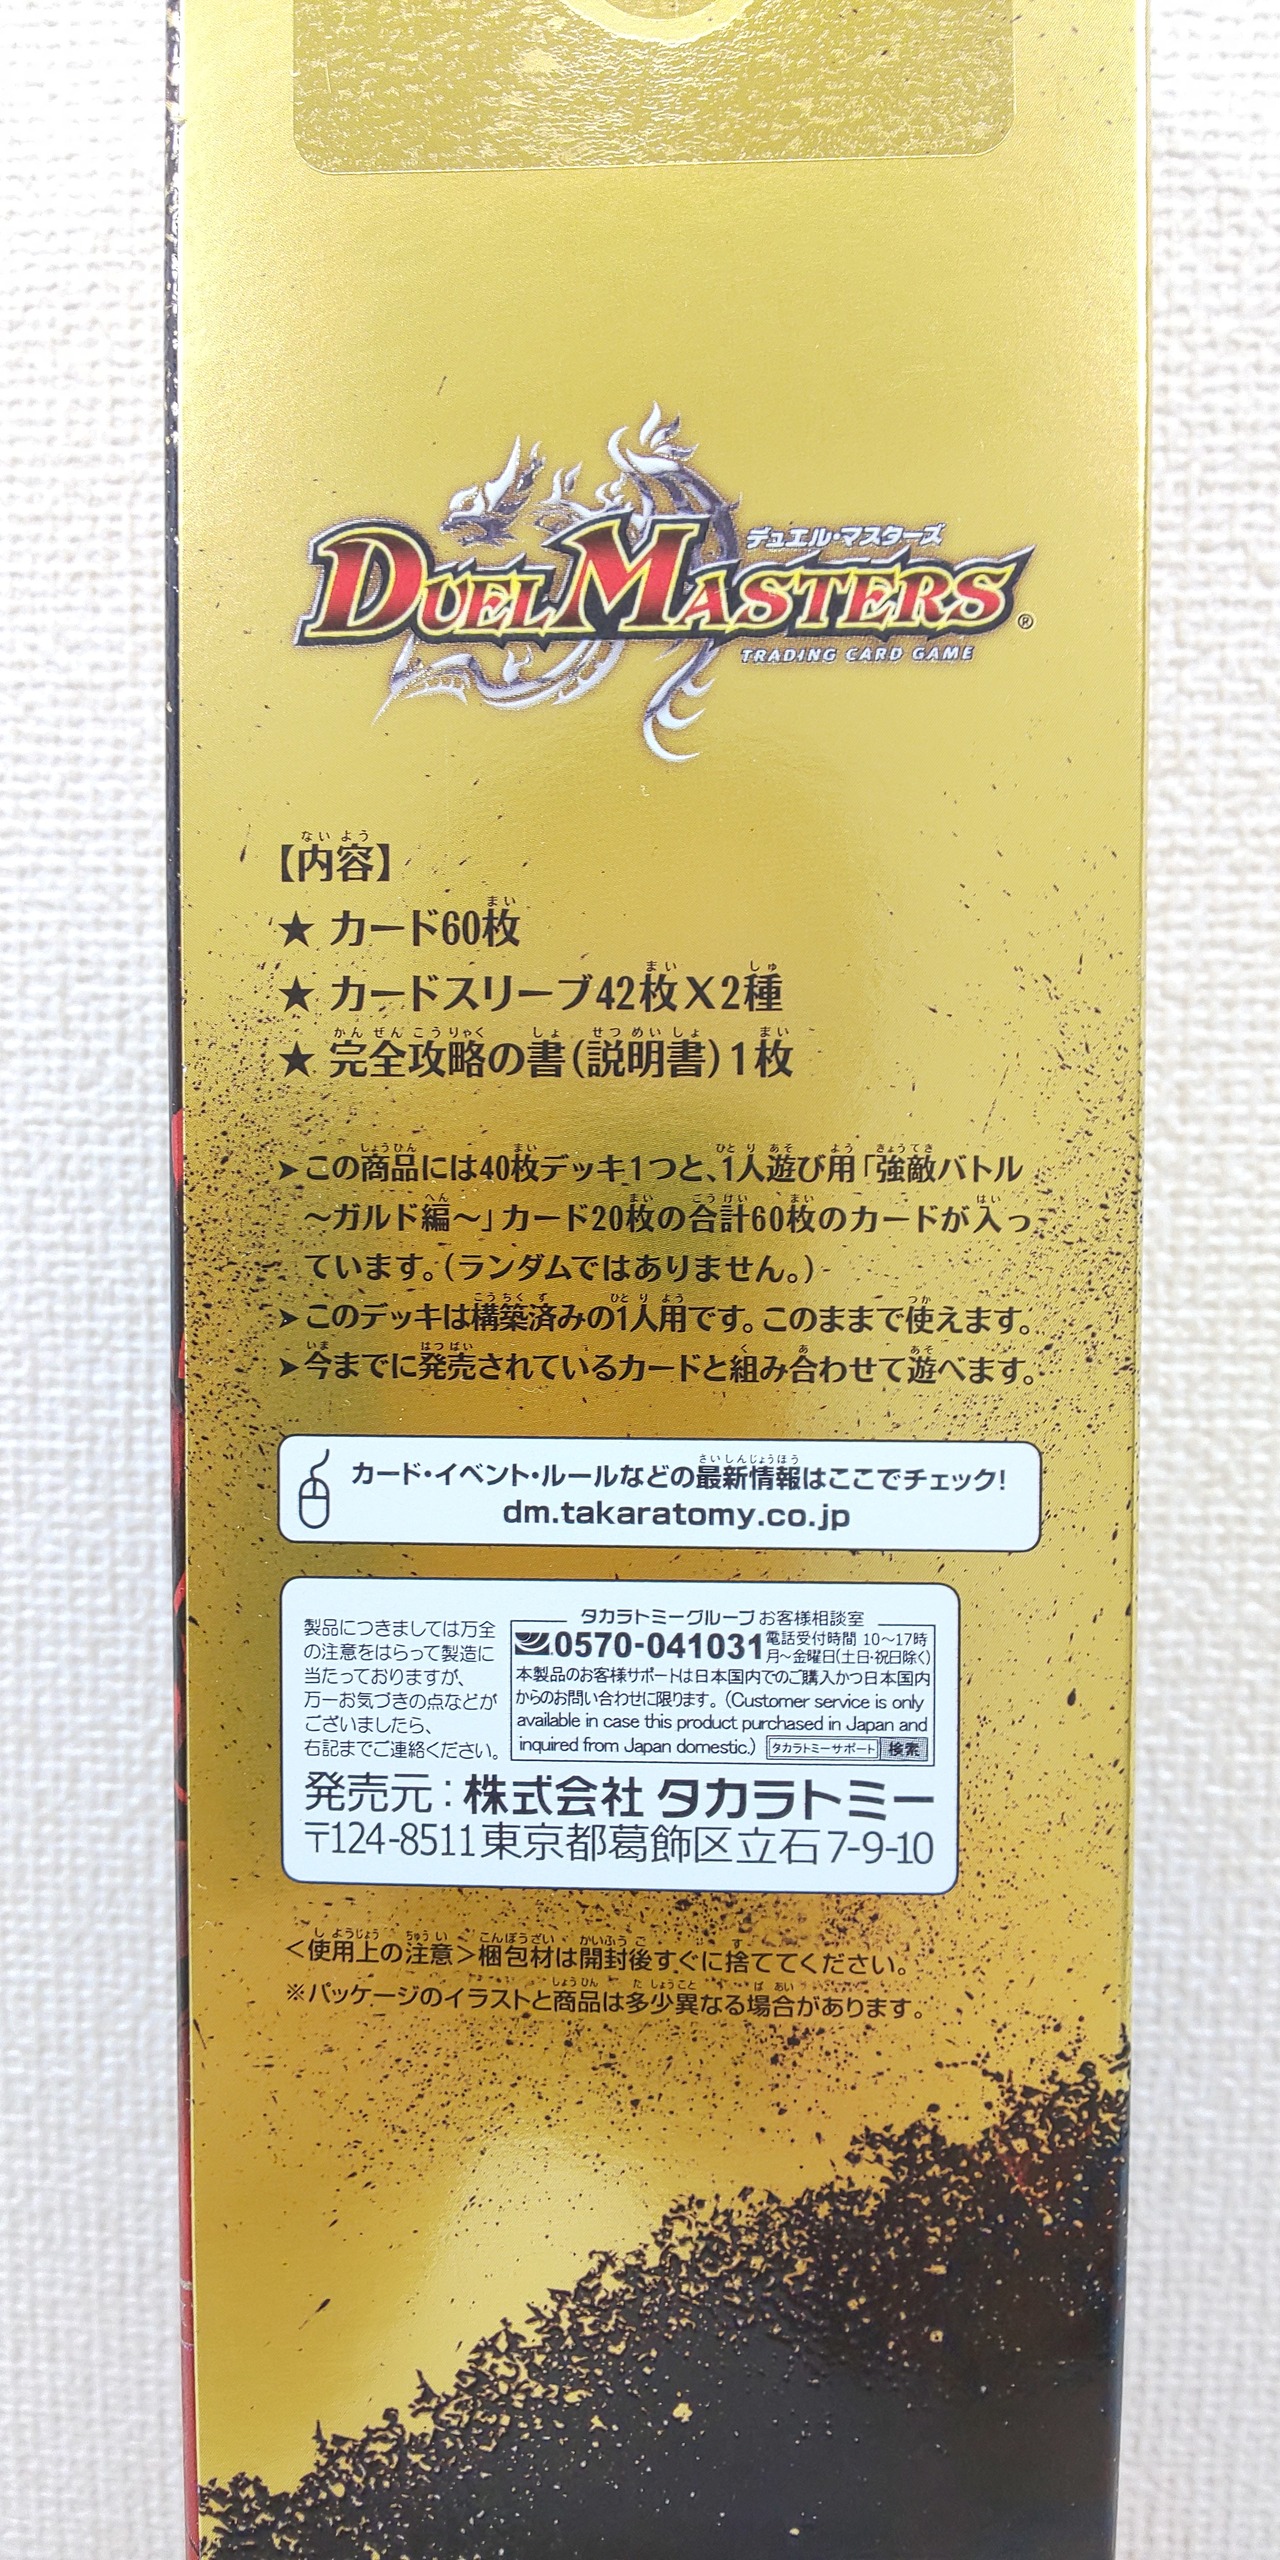 デュエル・マスターズ
DUEL MASTERS®
TRADING CARD GAME
【内容】
★ カード60枚
★ カードスリーブ42枚X2種
★ 完全攻略の書(説明書)1枚
➤この商品には40枚デッキ1つと、1人遊び用「強敵バトル
～ガルド編～」カード20枚の合計60枚のカードが入っ
ています。(ランダムではありません。)
➤このデッキは構築済みの1人用です。このままで使えます。
➤今までに発売されているカードと組み合わせて遊べます。
カード・イベント・ルールなどの最新情報はここでチェック!
dm.takaratomy.co.jp
製品につきましては万全
の注意をはらって製造に
当たっておりますが、
万一お気づきの点などが
ございましたら、
右記までご連絡ください。
タカラトミーグループお客様相談室
0570-041031 電話受付時間 10～17時
月～金曜日(土日・祝日除く)
本製品のお客様サポートは日本国内でのご購入かつ日本国内
からのお問い合わせに限ります。(Customer service is only
available in case this product purchased in Japan and
inquired from Japan domestic.) タカラトミーサポート 検索
発売元:株式会社 タカラトミー
〒124-8511東京都葛飾区立石7-9-10
<使用上の注意>梱包材は開封後すぐに捨ててください。
※パッケージのイラストと商品は多少異なる場合があります。